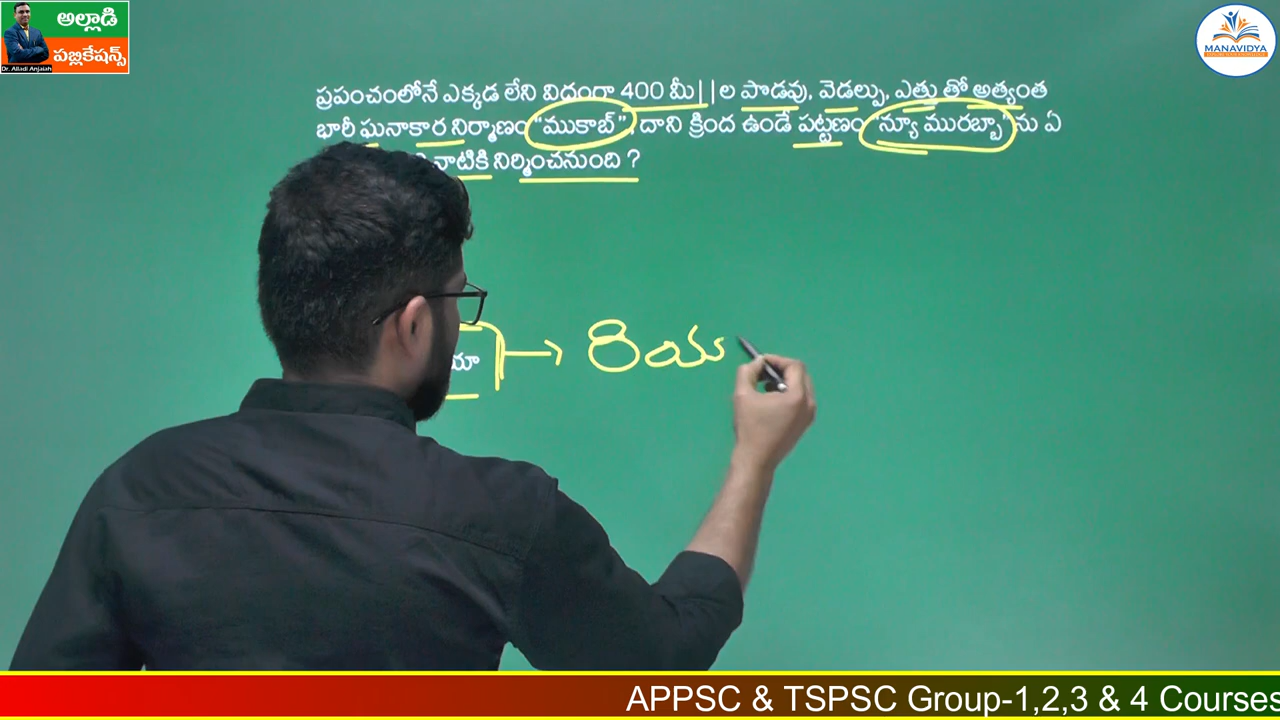 అల్లాడి
పబ్లికేషన్స్
Dr. Alladi Anjaiah
MANAVIDYA
ప్రపంచంలోనే ఎక్కడ లేని విదంగా 400 మీ||ల పొడవు, వెడల్పు, ఎత్తు తో అత్యంత
భారీ ఘనాకార నిర్మాణం "ముకాబ్", దాని క్రింద ఉండే పట్టణం "న్యూ మురబ్బా" ను ఏ
నాటికి నిర్మించనుంది ?
రియ
APPSC & TSPSC Group-1,2,3 & 4 Courses